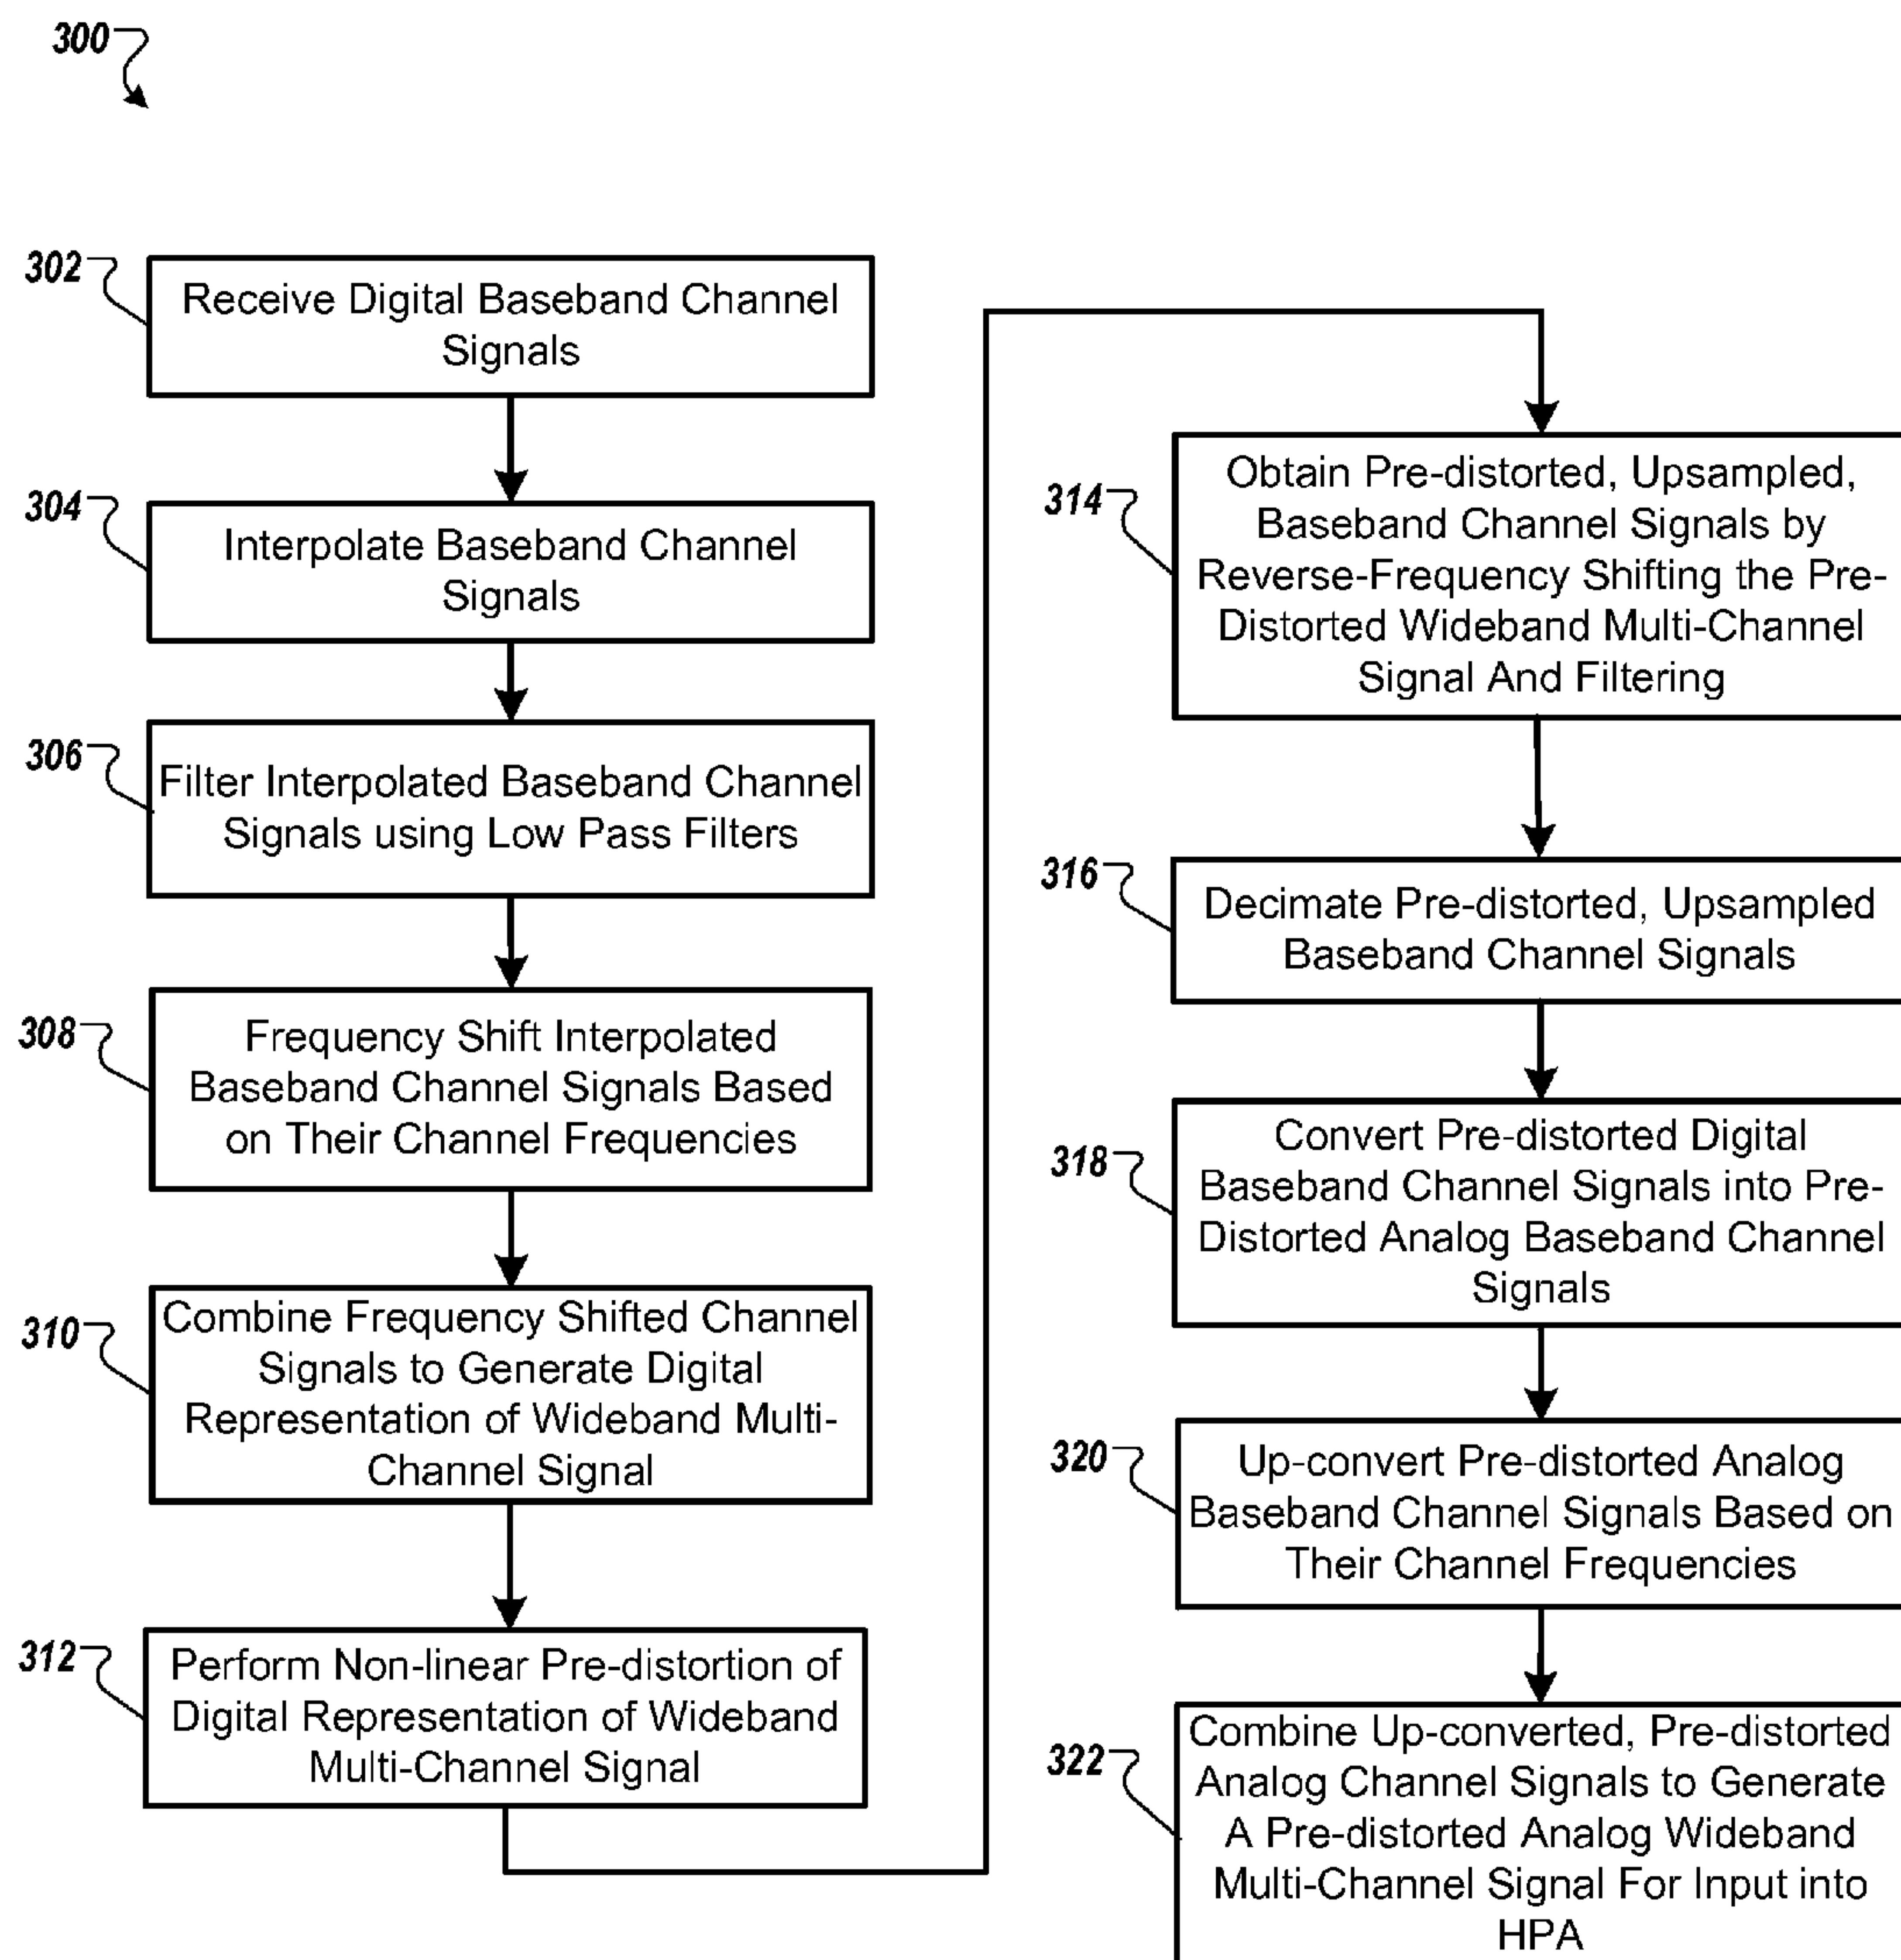 300
302
Receive Digital Baseband Channel
Signals
304
Interpolate Baseband Channel
Signals
306
Filter Interpolated Baseband Channel
Signals using Low Pass Filters
308
Frequency Shift Interpolated
Baseband Channel Signals Based
on Their Channel Frequencies
310
Combine Frequency Shifted Channel
Signals to Generate Digital
Representation of Wideband Multi-
Channel Signal
312
Perform Non-linear Pre-distortion of
Digital Representation of Wideband
Multi-Channel Signal
314
Obtain Pre-distorted, Upsampled,
Baseband Channel Signals by
Reverse-Frequency Shifting the Pre-
Distorted Wideband Multi-Channel
Signal And Filtering
316
Decimate Pre-distorted, Upsampled
Baseband Channel Signals
318
Convert Pre-distorted Digital
Baseband Channel Signals into Pre-
Distorted Analog Baseband Channel
Signals
320
Up-convert Pre-distorted Analog
Baseband Channel Signals Based on
Their Channel Frequencies
322
Combine Up-converted, Pre-distorted
Analog Channel Signals to Generate
A Pre-distorted Analog Wideband
Multi-Channel Signal For Input into
HPA